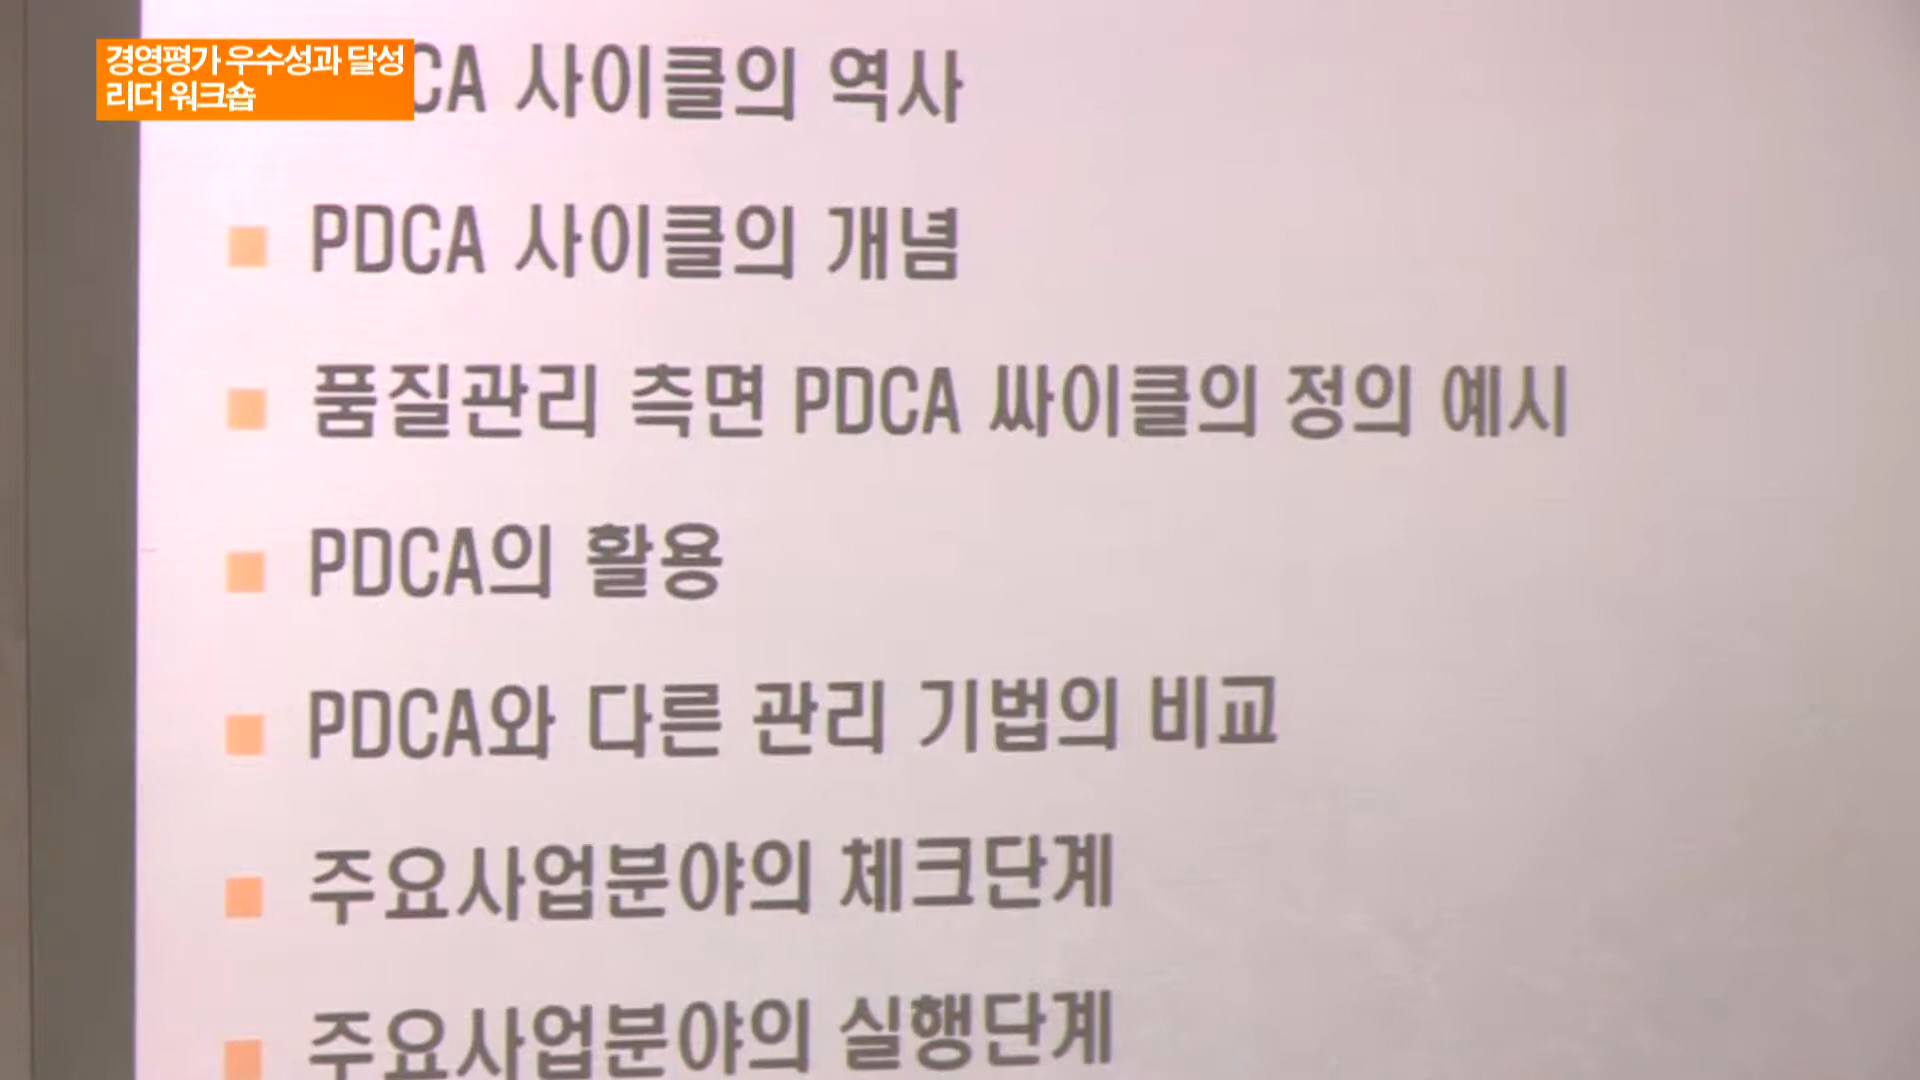 경영평가 우수성과 달성
리더 워크숍
CA 사이클의 역사
PDCA 사이클의 개념
품질관리 측면 PDCA 싸이클의 정의 예시
PDCA의 활용
PDCA와 다른 관리 기법의 비교
주요사업분야의 체크단계
주요사업분야의 실행단계